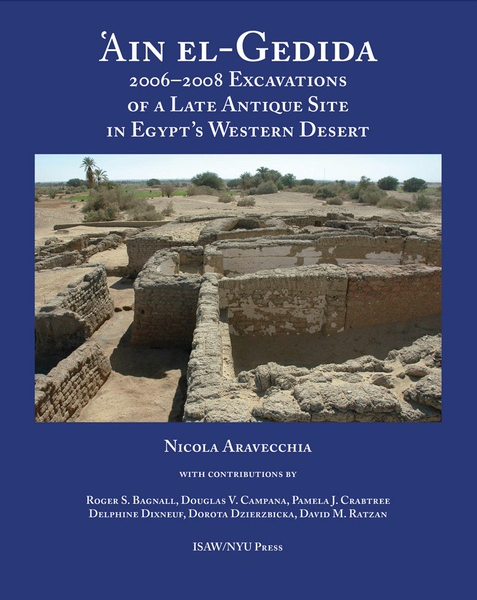 ʿAin el-Gedida
2006–2008 Excavations
of a Late Antique Site
in Egypt's Western Desert
Nicola Aravecchia
with contributions by
Roger S. Bagnall, Douglas V. Campana, Pamela J. Crabtree
Delphine Dixneuf, Dorota Dzierzbicka, David M. Ratzan
ISAW/NYU Press